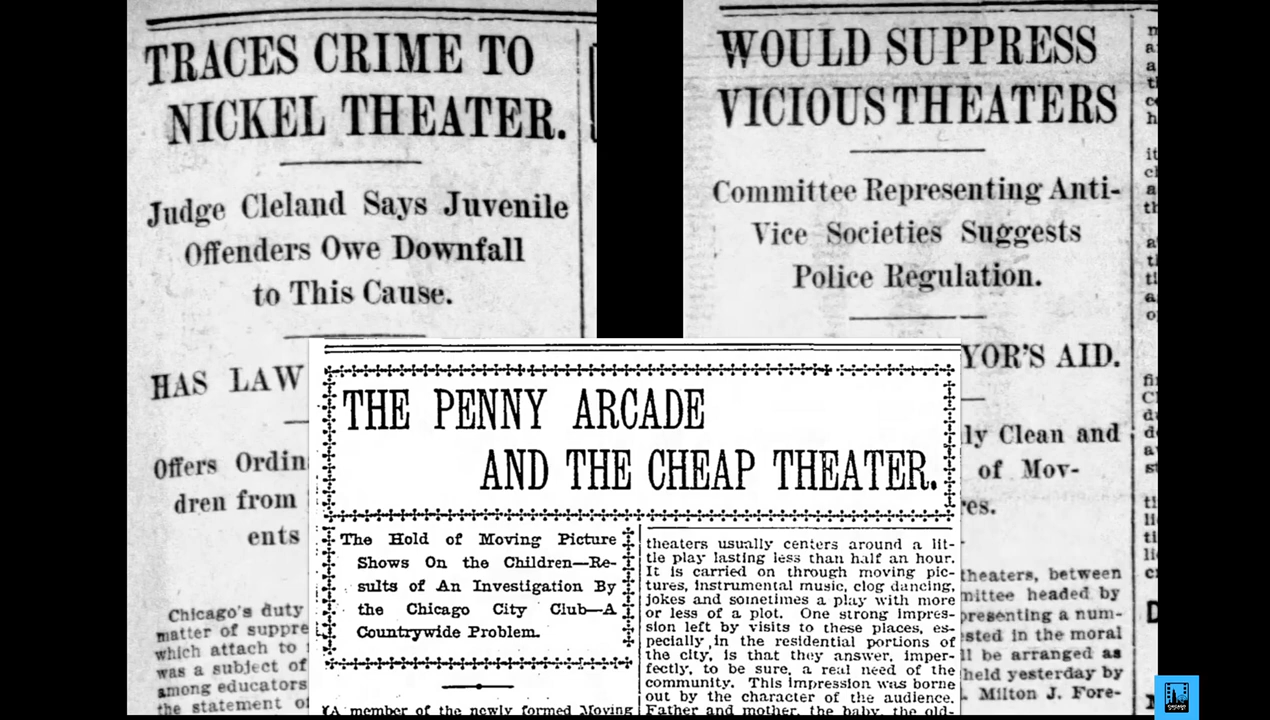 TRACES CRIME TO
NICKEL THEATER.
Judge Cleland Says Juvenile
Offenders Owe Downfall
to This Cause.
HAS LAW
Offers Ordin
dren from
ents
Chicago's duty
matter of suppre
which attach to
was a subject of
among educators
the statement of
WOULD SUPPRESS
VICIOUS THEATERS
Committee Representing Anti-
Vice Societies Suggests
Police Regulation.
YOR'S AID.
ly Clean and
of Mov-
res.
theaters, between
mittee headed by
presenting a num-
sted in the moral
ll be arranged as
held yesterday by
. Milton J. Fore-
THE PENNY ARCADE
AND THE CHEAP THEATER.
The Hold of Moving Picture
Shows On the Children—Re-
sults of An Investigation By
the Chicago City Club—A
Countrywide Problem.
A member of the newly formed Moving
theaters usually centers around a lit-
tle play lasting less than half an hour.
It is carried on through moving pic-
tures, instrumental music, clog dancing,
jokes and sometimes a play with more
or less of a plot. One strong impres-
sion left by visits to these places, es-
pecially in the residential portions of
the city, is that they answer, imper-
fectly, to be sure, a real need of the
community. This impression was borne
out by the character of the audience.
Father and mother, the baby, the old-